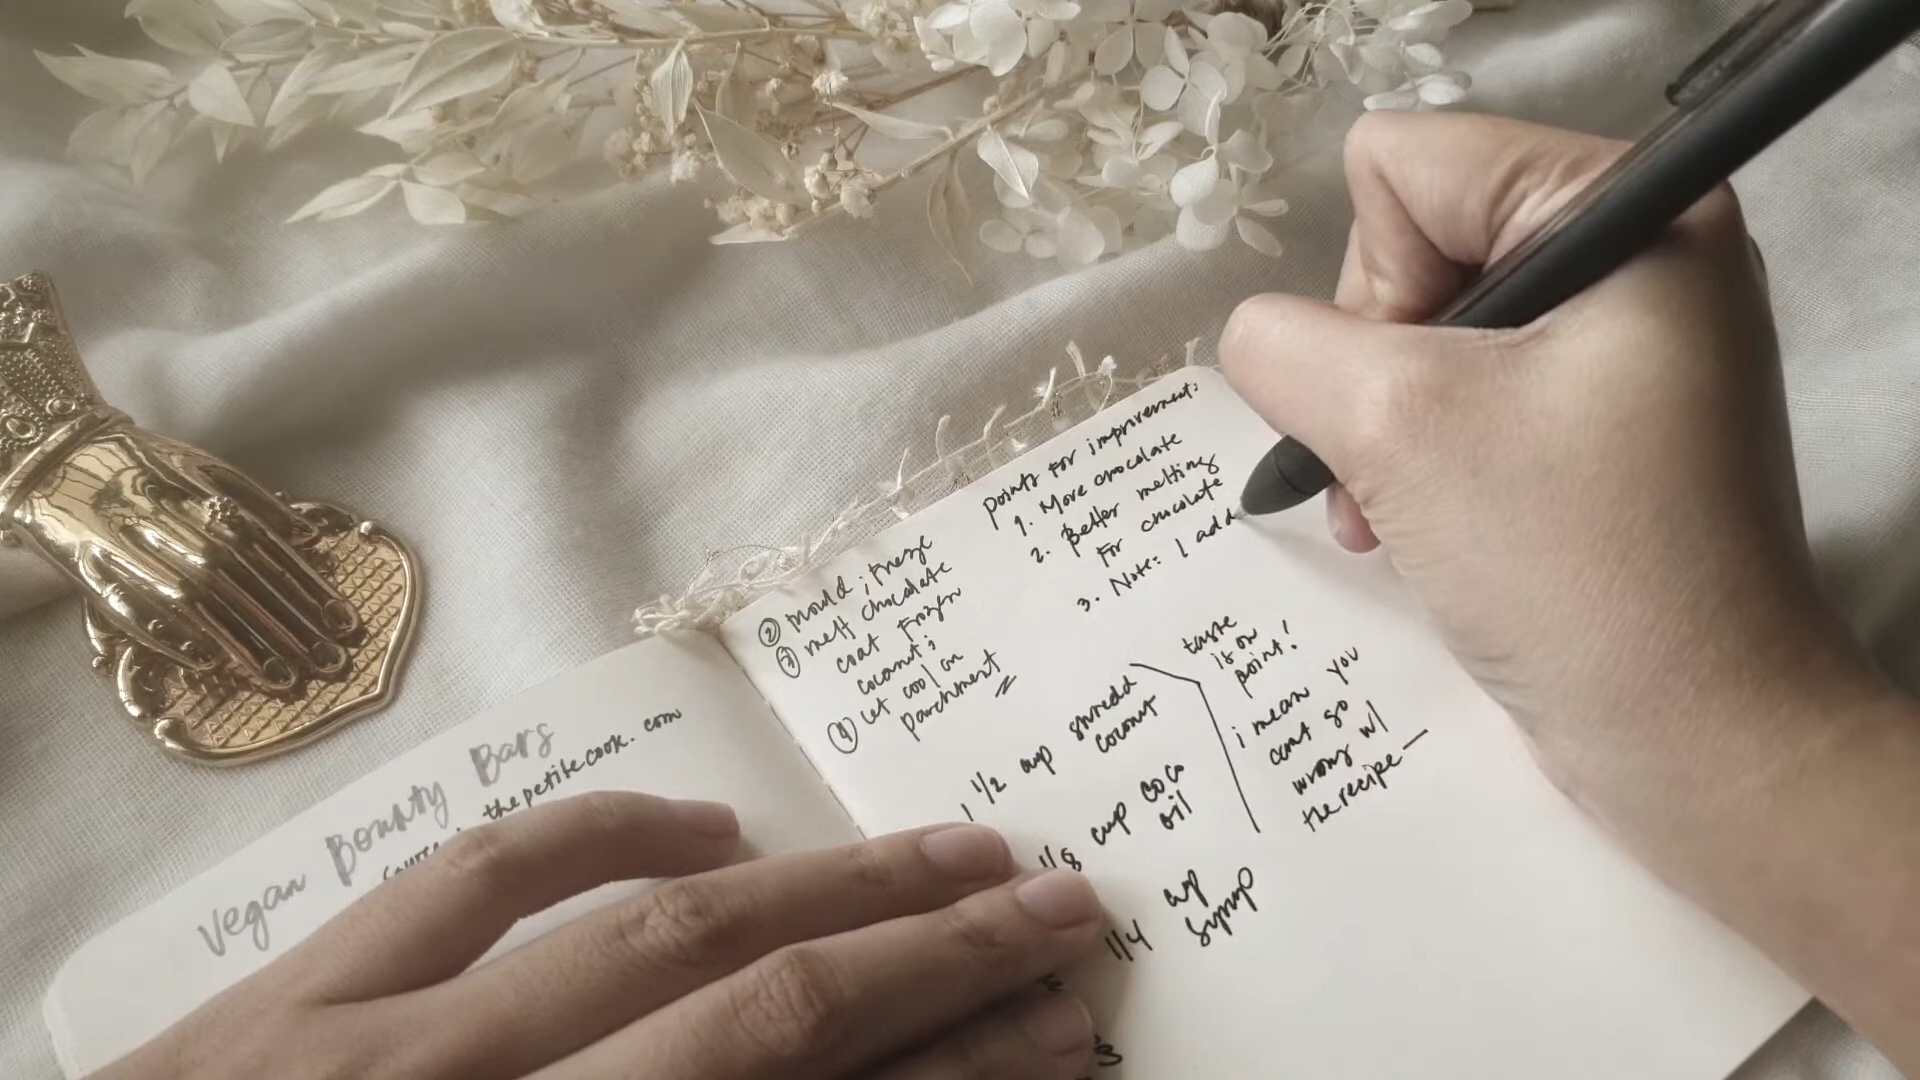 Vegan Bounty Bars
thepetitecook.com
② mould; freeze
③ melt chocolate
coat frozen
coconut;
④ let cool on
parchment
1 1/2 cup shredd
coconut
1/8 cup coco
oil
1/4 cup
syrup
points for improvement:
1. More chocolate
2. Better melting
for chocolate
3. Note: I add
taste
is on
point!
i mean you
cant go
wrong w/
the recipe —